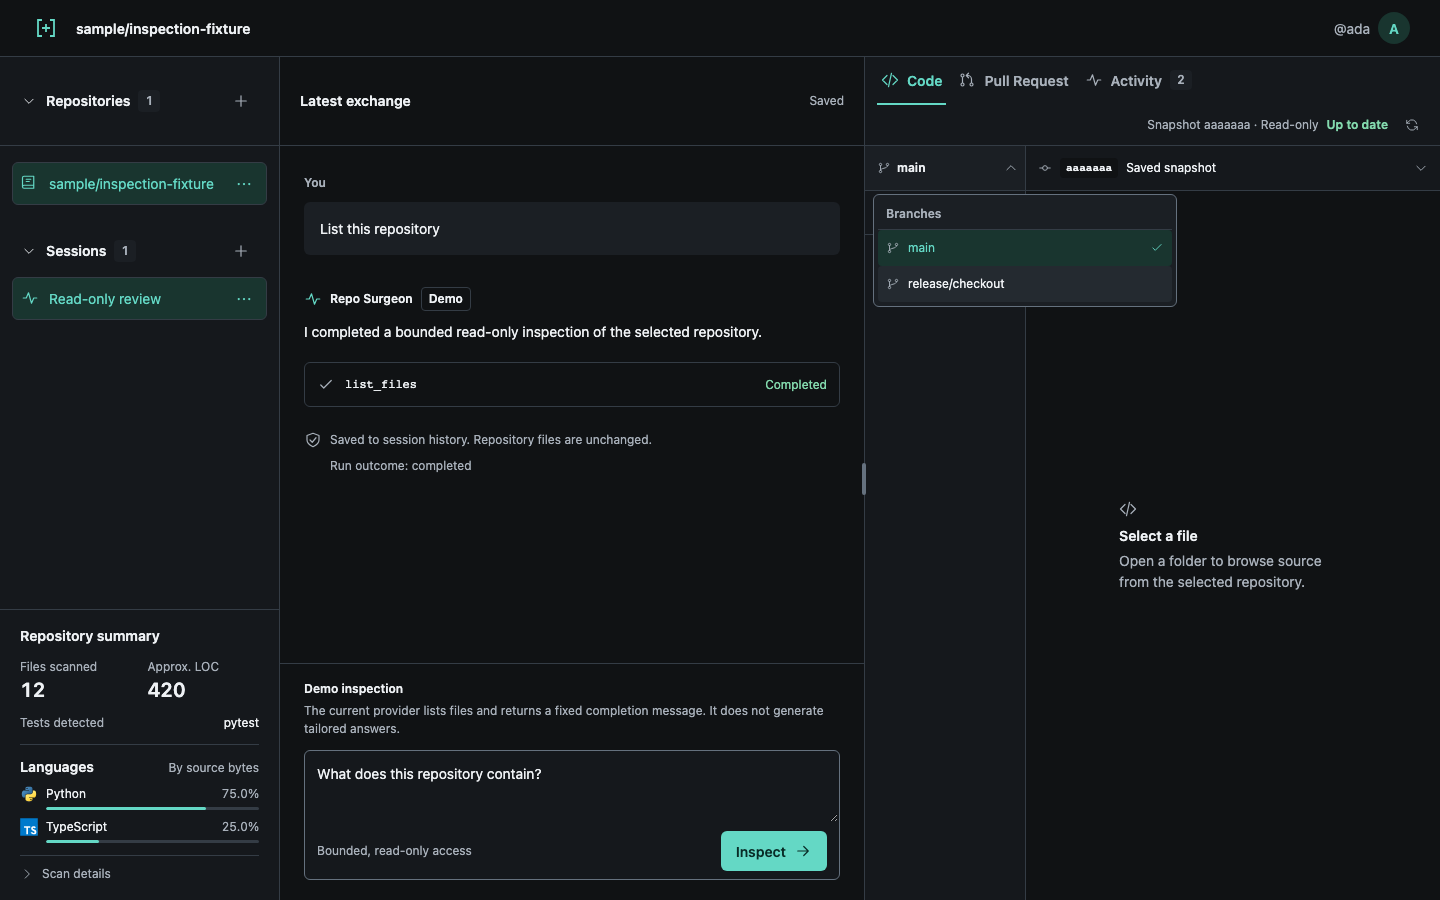 sample/inspection-fixture
@ada
A
Repositories 1
sample/inspection-fixture
Sessions 1
Read-only review
Repository summary
Files scanned
12
Approx. LOC
420
Tests detected pytest
Languages By source bytes
Python 75.0%
TS TypeScript 25.0%
Scan details
Latest exchange Saved
You
List this repository
Repo Surgeon Demo
I completed a bounded read-only inspection of the selected repository.
list_files Completed
Saved to session history. Repository files are unchanged.
Run outcome: completed
Demo inspection
The current provider lists files and returns a fixed completion message. It does not generate
tailored answers.
What does this repository contain?
Bounded, read-only access
Inspect
Code Pull Request Activity 2
Snapshot aaaaaaa · Read-only Up to date
main
aaaaaaa Saved snapshot
Branches
main
release/checkout
Select a file
Open a folder to browse source
from the selected repository.